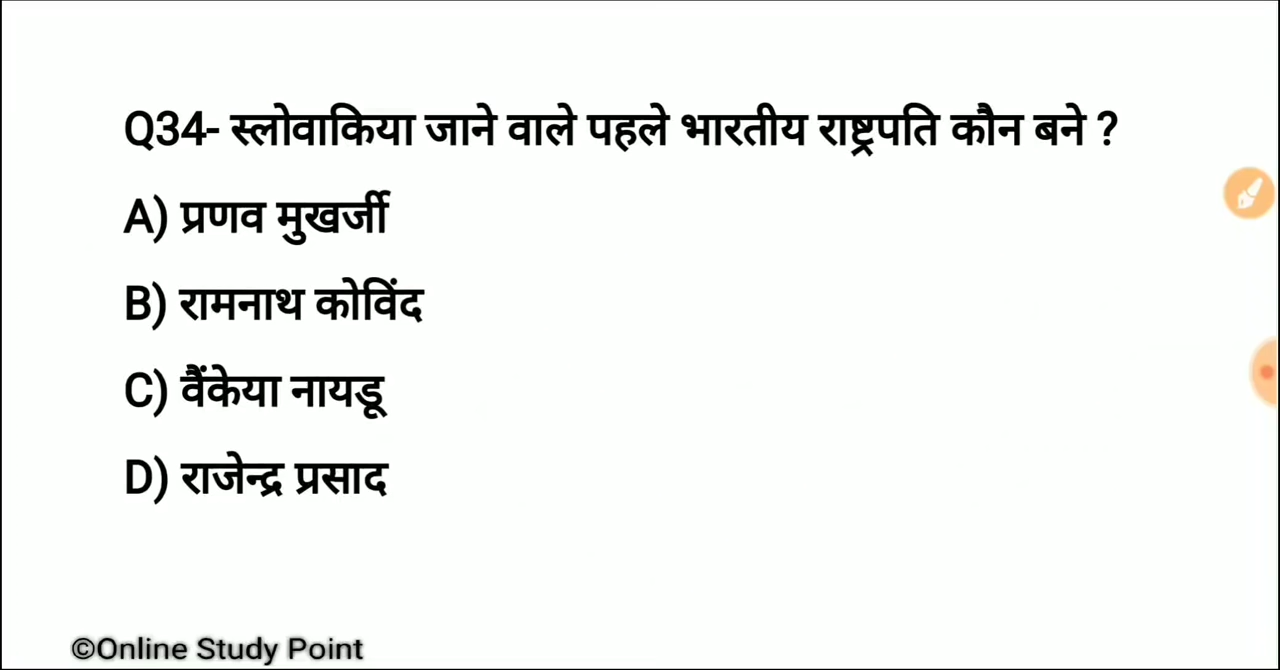 Q34- स्लोवाकिया जाने वाले पहले भारतीय राष्ट्रपति कौन बने ?
A) प्रणव मुखर्जी
B) रामनाथ कोविंद
C) वैंकेया नायडू
D) राजेन्द्र प्रसाद
©Online Study Point